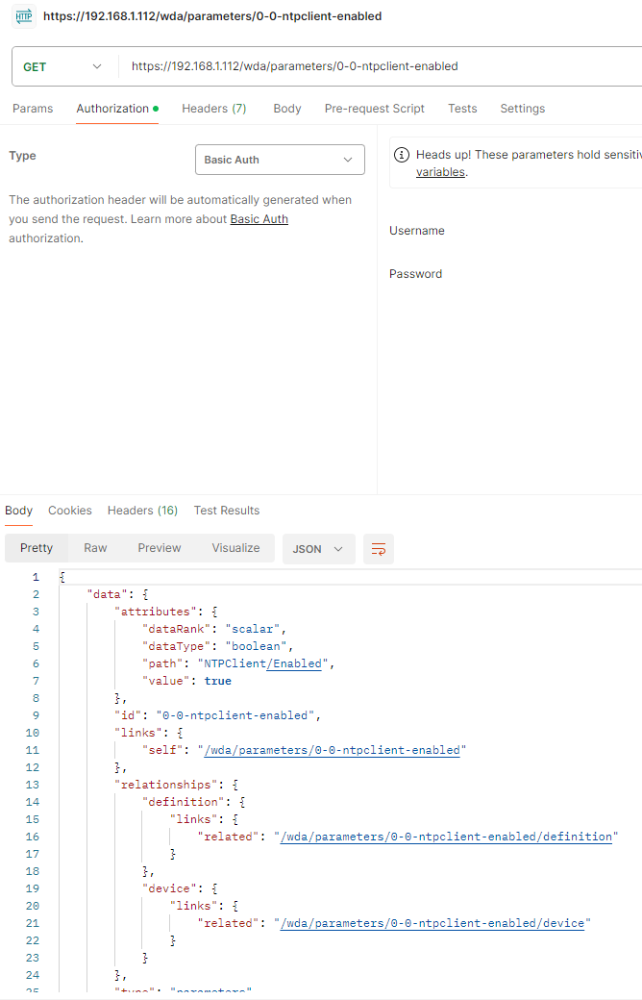 HTTP https://192.168.1.112/wda/parameters/0-0-ntpclient-enabled
GET https://192.168.1.112/wda/parameters/0-0-ntpclient-enabled
Params Authorization Headers (7) Body Pre-request Script Tests Settings
Type Basic Auth
Heads up! These parameters hold sensitiv
variables.
The authorization header will be automatically generated when
you send the request. Learn more about Basic Auth
authorization.
Username
Password
Body Cookies Headers (16) Test Results
Pretty Raw Preview Visualize JSON
1 {
2 "data": {
3 "attributes": {
4 "dataRank": "scalar",
5 "dataType": "boolean",
6 "path": "NTPClient/Enabled",
7 "value": true
8 },
9 "id": "0-0-ntpclient-enabled",
10 "links": {
11 "self": "/wda/parameters/0-0-ntpclient-enabled"
12 },
13 "relationships": {
14 "definition": {
15 "links": {
16 "related": "/wda/parameters/0-0-ntpclient-enabled/definition"
17 }
18 },
19 "device": {
20 "links": {
21 "related": "/wda/parameters/0-0-ntpclient-enabled/device"
22 }
23 }
24 },
25 "type": "parameters"